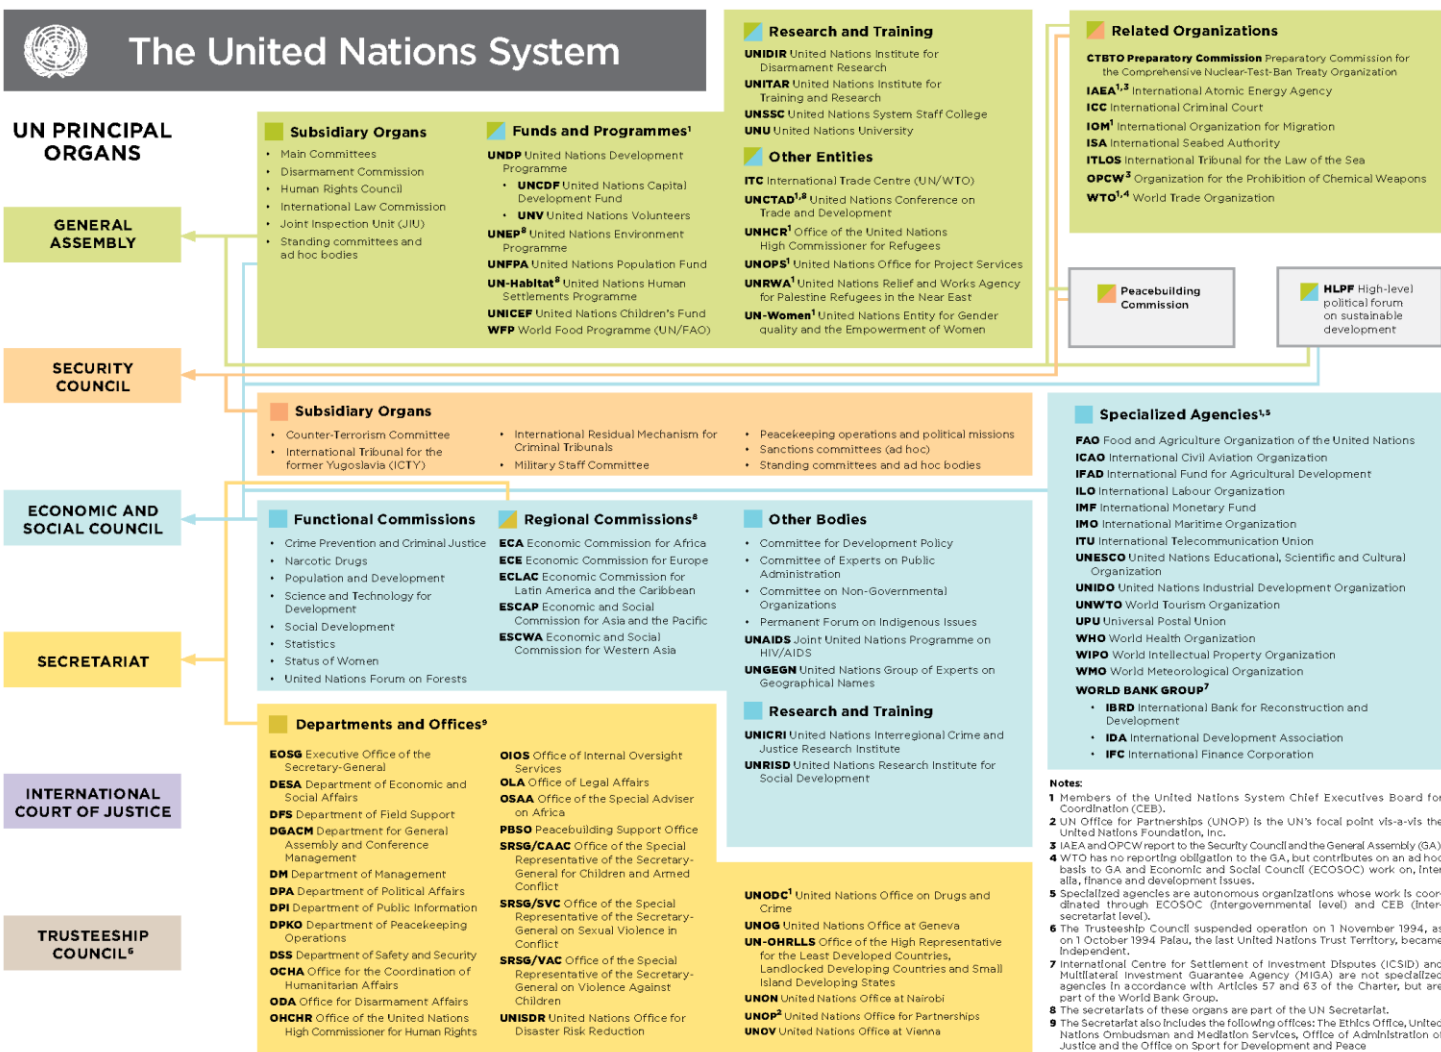 The United Nations System
UN PRINCIPAL
ORGANS
GENERAL
ASSEMBLY
SECURITY
COUNCIL
ECONOMIC AND
SOCIAL COUNCIL
SECRETARIAT
INTERNATIONAL
COURT OF JUSTICE
TRUSTEESHIP
COUNCIL⁶
Subsidiary Organs
• Main Committees
• Disarmament Commission
• Human Rights Council
• International Law Commission
• Joint Inspection Unit (JIU)
• Standing committees and
ad hoc bodies
Funds and Programmes¹
UNDP United Nations Development
Programme
• UNCDF United Nations Capital
Development Fund
• UNV United Nations Volunteers
UNEP⁸ United Nations Environment
Programme
UNFPA United Nations Population Fund
UN-Habitat⁸ United Nations Human
Settlements Programme
UNICEF United Nations Children's Fund
WFP World Food Programme (UN/FAO)
Research and Training
UNIDIR United Nations Institute for
Disarmament Research
UNITAR United Nations Institute for
Training and Research
UNSSC United Nations System Staff College
UNU United Nations University
Other Entities
ITC International Trade Centre (UN/WTO)
UNCTAD¹,⁸ United Nations Conference on
Trade and Development
UNHCR¹ Office of the United Nations
High Commissioner for Refugees
UNOPS¹ United Nations Office for Project Services
UNRWA¹ United Nations Relief and Works Agency
for Palestine Refugees in the Near East
UN-Women¹ United Nations Entity for Gender
quality and the Empowerment of Women
Related Organizations
CTBTO Preparatory Commission Preparatory Commission for
the Comprehensive Nuclear-Test-Ban Treaty Organization
IAEA¹,³ International Atomic Energy Agency
ICC International Criminal Court
IOM¹ International Organization for Migration
ISA International Seabed Authority
ITLOS International Tribunal for the Law of the Sea
OPCW³ Organization for the Prohibition of Chemical Weapons
WTO¹,⁴ World Trade Organization
Peacebuilding
Commission
HLPF High-level
political forum
on sustainable
development
Subsidiary Organs
• Counter-Terrorism Committee
• International Tribunal for the
former Yugoslavia (ICTY)
• International Residual Mechanism for
Criminal Tribunals
• Military Staff Committee
• Peacekeeping operations and political missions
• Sanctions committees (ad hoc)
• Standing committees and ad hoc bodies
Functional Commissions
• Crime Prevention and Criminal Justice
• Narcotic Drugs
• Population and Development
• Science and Technology for
Development
• Social Development
• Statistics
• Status of Women
• United Nations Forum on Forests
Regional Commissions⁸
ECA Economic Commission for Africa
ECE Economic Commission for Europe
ECLAC Economic Commission for
Latin America and the Caribbean
ESCAP Economic and Social
Commission for Asia and the Pacific
ESCWA Economic and Social
Commission for Western Asia
Other Bodies
• Committee for Development Policy
• Committee of Experts on Public
Administration
• Committee on Non-Governmental
Organizations
• Permanent Forum on Indigenous Issues
UNAIDS Joint United Nations Programme on
HIV/AIDS
UNGEGN United Nations Group of Experts on
Geographical Names
Research and Training
UNICRI United Nations Interregional Crime and
Justice Research Institute
UNRISD United Nations Research Institute for
Social Development
Specialized Agencies¹,⁵
FAO Food and Agriculture Organization of the United Nations
ICAO International Civil Aviation Organization
IFAD International Fund for Agricultural Development
ILO International Labour Organization
IMF International Monetary Fund
IMO International Maritime Organization
ITU International Telecommunication Union
UNESCO United Nations Educational, Scientific and Cultural
Organization
UNIDO United Nations Industrial Development Organization
UNWTO World Tourism Organization
UPU Universal Postal Union
WHO World Health Organization
WIPO World Intellectual Property Organization
WMO World Meteorological Organization
WORLD BANK GROUP⁷
• IBRD International Bank for Reconstruction and
Development
• IDA International Development Association
• IFC International Finance Corporation
Departments and Offices⁹
EOSG Executive Office of the
Secretary-General
DESA Department of Economic and
Social Affairs
DFS Department of Field Support
DGACM Department for General
Assembly and Conference
Management
DM Department of Management
DPA Department of Political Affairs
DPI Department of Public Information
DPKO Department of Peacekeeping
Operations
DSS Department of Safety and Security
OCHA Office for the Coordination of
Humanitarian Affairs
ODA Office for Disarmament Affairs
OHCHR Office of the United Nations
High Commissioner for Human Rights
OIOS Office of Internal Oversight
Services
OLA Office of Legal Affairs
OSAA Office of the Special Adviser
on Africa
PBSO Peacebuilding Support Office
SRSG/CAAC Office of the Special
Representative of the Secretary-
General for Children and Armed
Conflict
SRSG/SVC Office of the Special
Representative of the Secretary-
General on Sexual Violence in
Conflict
SRSG/VAC Office of the Special
Representative of the Secretary-
General on Violence Against
Children
UNISDR United Nations Office for
Disaster Risk Reduction
UNODC¹ United Nations Office on Drugs and
Crime
UNOG United Nations Office at Geneva
UN-OHRLLS Office of the High Representative
for the Least Developed Countries,
Landlocked Developing Countries and Small
Island Developing States
UNON United Nations Office at Nairobi
UNOP² United Nations Office for Partnerships
UNOV United Nations Office at Vienna
Notes:
1 Members of the United Nations System Chief Executives Board for
Coordination (CEB).
2 UN Office for Partnerships (UNOP) is the UN's focal point vis-a-vis the
United Nations Foundation, Inc.
3 IAEA and OPCW report to the Security Council and the General Assembly (GA)
4 WTO has no reporting obligation to the GA, but contributes on an ad hoc
basis to GA and Economic and Social Council (ECOSOC) work on, inter
alia, finance and development issues.
5 Specialized agencies are autonomous organizations whose work is coor-
dinated through ECOSOC (intergovernmental level) and CEB (inter-
secretariat level).
6 The Trusteeship Council suspended operation on 1 November 1994, as
on 1 October 1994 Palau, the last United Nations Trust Territory, became
independent.
7 International Centre for Settlement of Investment Disputes (ICSID) and
Multilateral Investment Guarantee Agency (MIGA) are not specialized
agencies in accordance with Articles 57 and 63 of the Charter, but are
part of the World Bank Group.
8 The secretariats of these organs are part of the UN Secretariat.
9 The Secretariat also includes the following offices: The Ethics Office, United
Nations Ombudsman and Mediation Services, Office of Administration of
Justice and the Office on Sport for Development and Peace